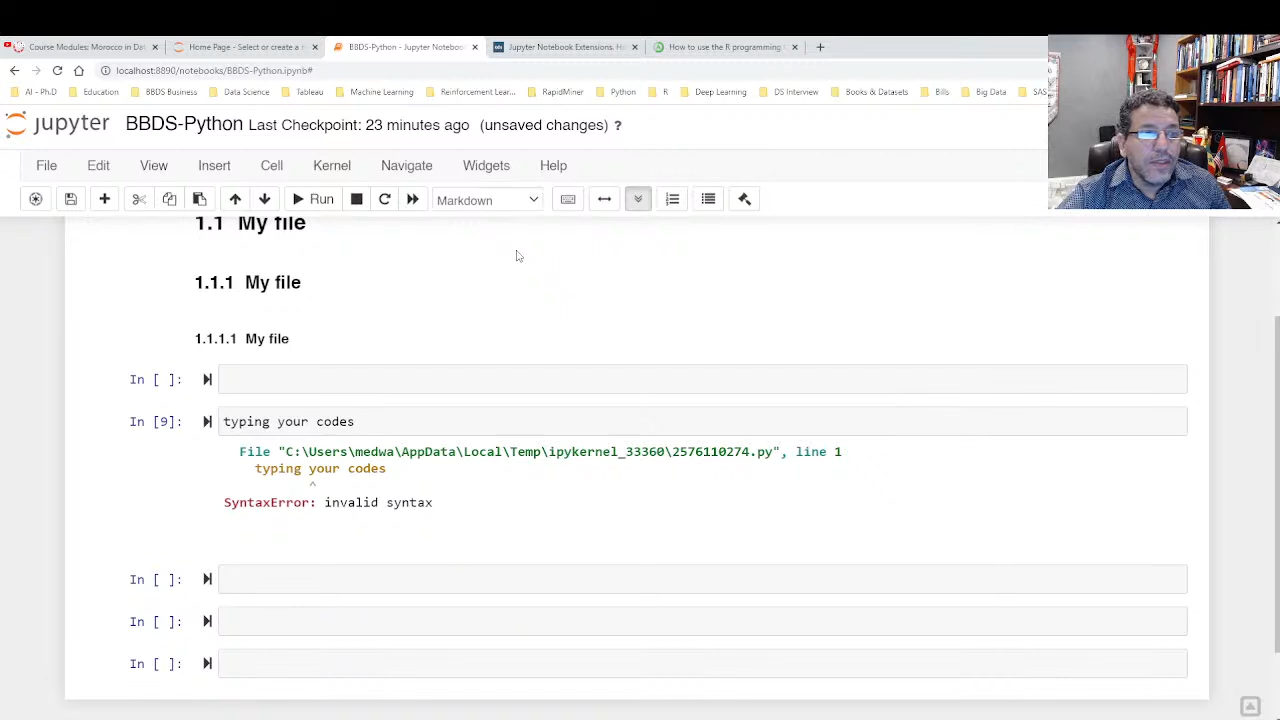 Course Modules: Morocco in Dat
Home Page - Select or create a n
BBDS-Python - Jupyter Notebook
Jupyter Notebook Extensions.
How to use the R programming
localhost:8890/notebooks/BBDS-Python.ipynb#
AI - Ph.D Education BBDS Business Data Science Tableau Machine Learning Reinforcement Lear... RapidMiner Python R Deep Learning DS Interview Books & Datasets Bills Big Data SAS
jupyter BBDS-Python Last Checkpoint: 23 minutes ago (unsaved changes) ?
File Edit View Insert Cell Kernel Navigate Widgets Help
Run Markdown
1.1 My file
1.1.1 My file
1.1.1.1 My file
In [ ]:
In [9]: typing your codes
File "C:\Users\medwa\AppData\Local\Temp\ipykernel_33360\2576110274.py", line 1
typing your codes
^
SyntaxError: invalid syntax
In [ ]:
In [ ]:
In [ ]: